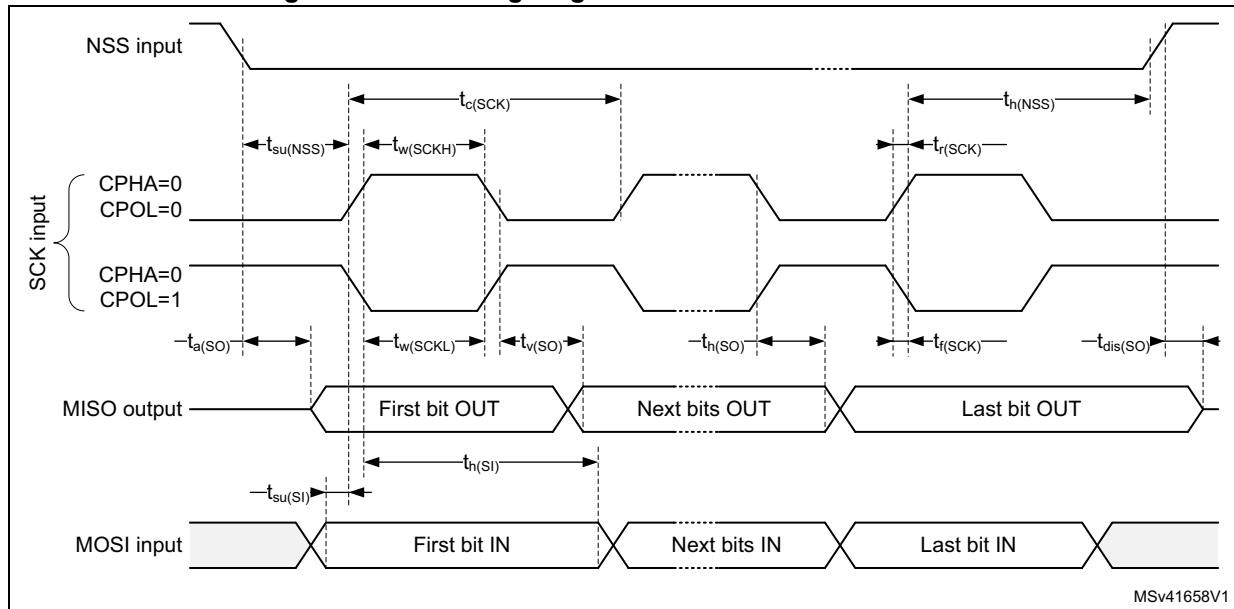 NSS input
tc(SCK)
th(NSS)
tsu(NSS)
tw(SCKH)
tr(SCK)
SCK input
CPHA=0
CPOL=0
CPHA=0
CPOL=1
ta(SO)
tw(SCKL)
tv(SO)
th(SO)
tf(SCK)
tdis(SO)
MISO output
First bit OUT
Next bits OUT
Last bit OUT
th(SI)
tsu(SI)
MOSI input
First bit IN
Next bits IN
Last bit IN
MSv41658V1